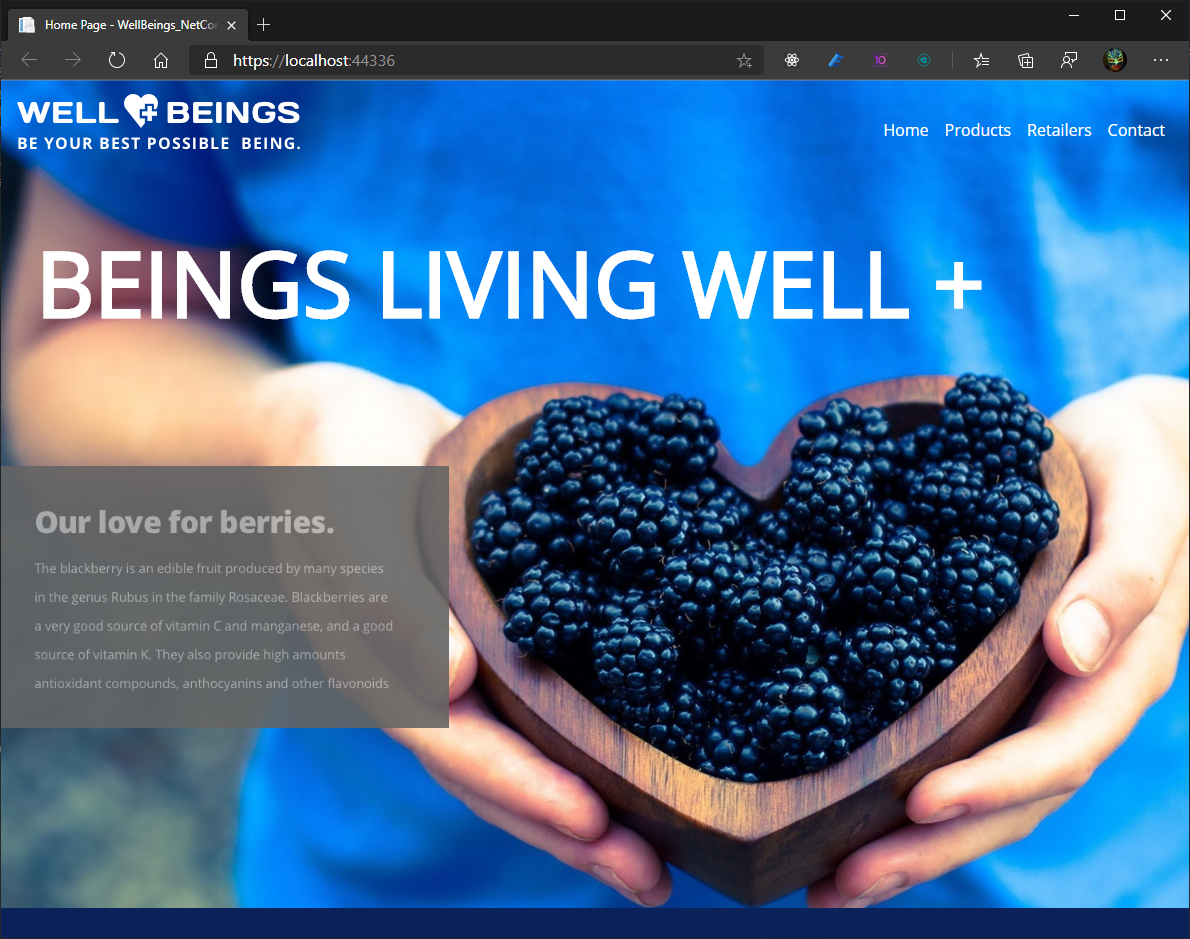 Home Page - WellBeings_NetCor
https://localhost:44336
WELL BEINGS
BE YOUR BEST POSSIBLE BEING.
Home Products Retailers Contact
BEINGS LIVING WELL +
Our love for berries.
The blackberry is an edible fruit produced by many species
in the genus Rubus in the family Rosaceae. Blackberries are
a very good source of vitamin C and manganese, and a good
source of vitamin K. They also provide high amounts
antioxidant compounds, anthocyanins and other flavonoids